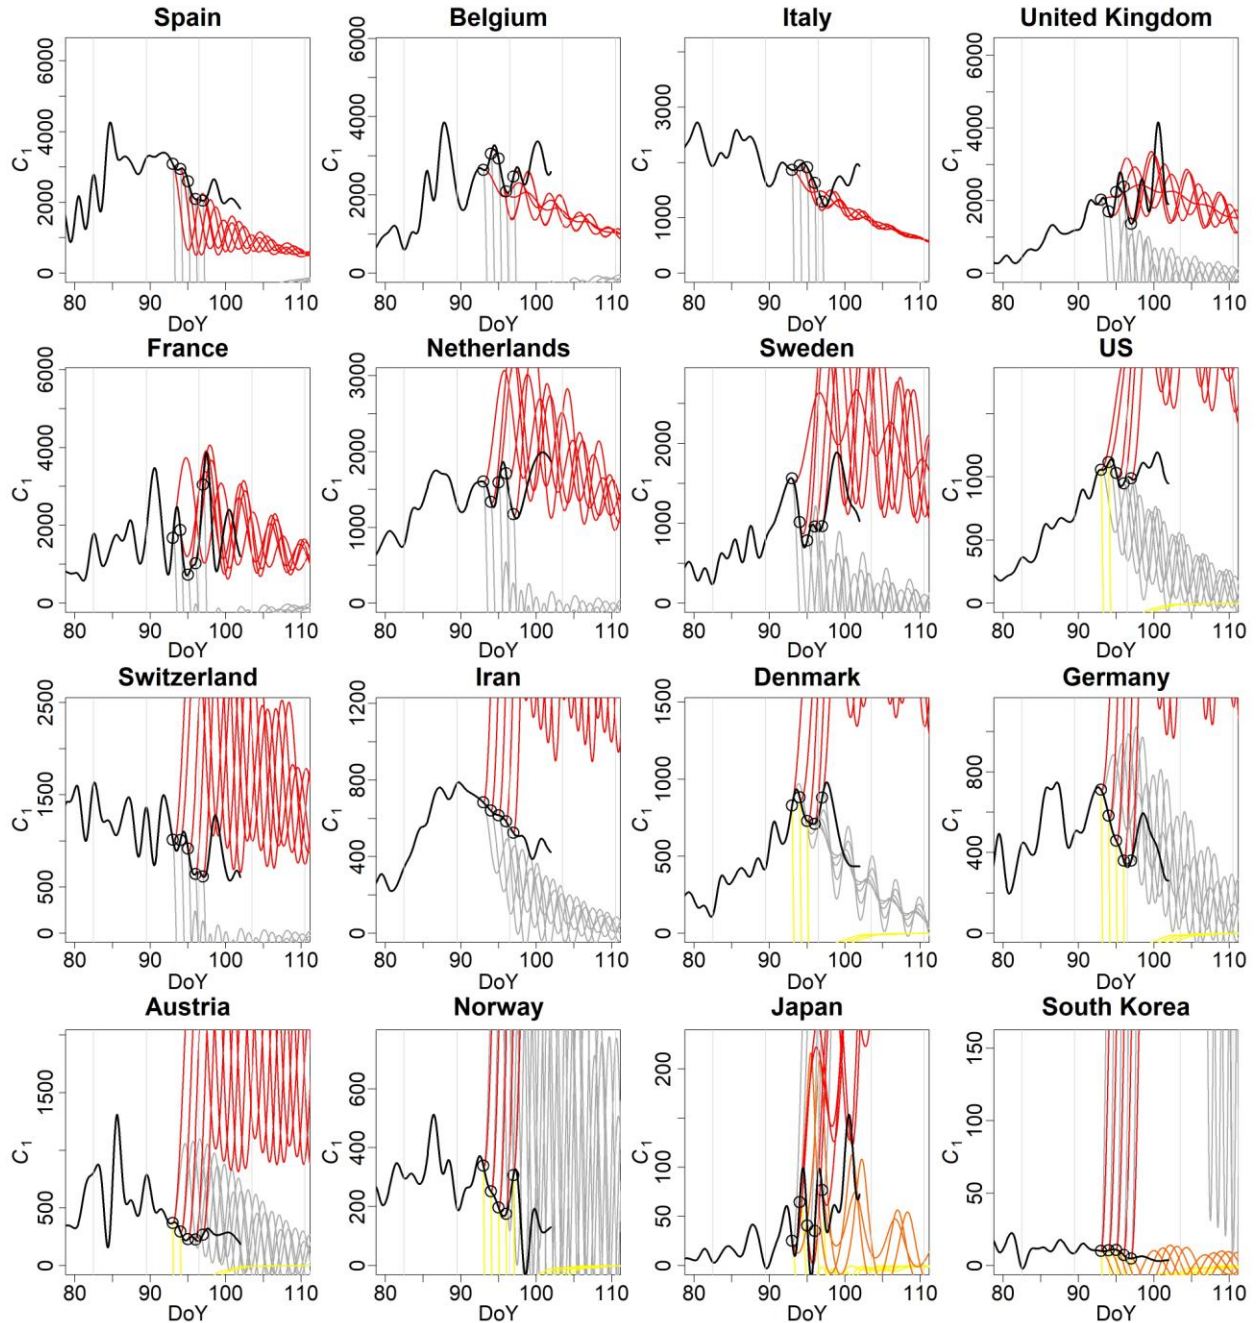 Spain Belgium Italy United Kingdom
C1 0 2000 4000 6000 C1 0 2000 4000 6000 C1 0 1000 3000 C1 0 2000 4000 6000
80 90 100 110 80 90 100 110 80 90 100 110 80 90 100 110
DoY DoY DoY DoY
France Netherlands Sweden US
C1 0 2000 4000 6000 C1 0 1000 2000 3000 C1 0 1000 2000 C1 0 500 1000
80 90 100 110 80 90 100 110 80 90 100 110 80 90 100 110
DoY DoY DoY DoY
Switzerland Iran Denmark Germany
C1 0 500 1500 2500 C1 0 400 800 1200 C1 0 500 1000 1500 C1 0 400 800
80 90 100 110 80 90 100 110 80 90 100 110 80 90 100 110
DoY DoY DoY DoY
Austria Norway Japan South Korea
C1 0 500 1500 C1 0 200 400 600 C1 0 50 100 200 C1 0 50 100 150
80 90 100 110 80 90 100 110 80 90 100 110 80 90 100 110
DoY DoY DoY DoY